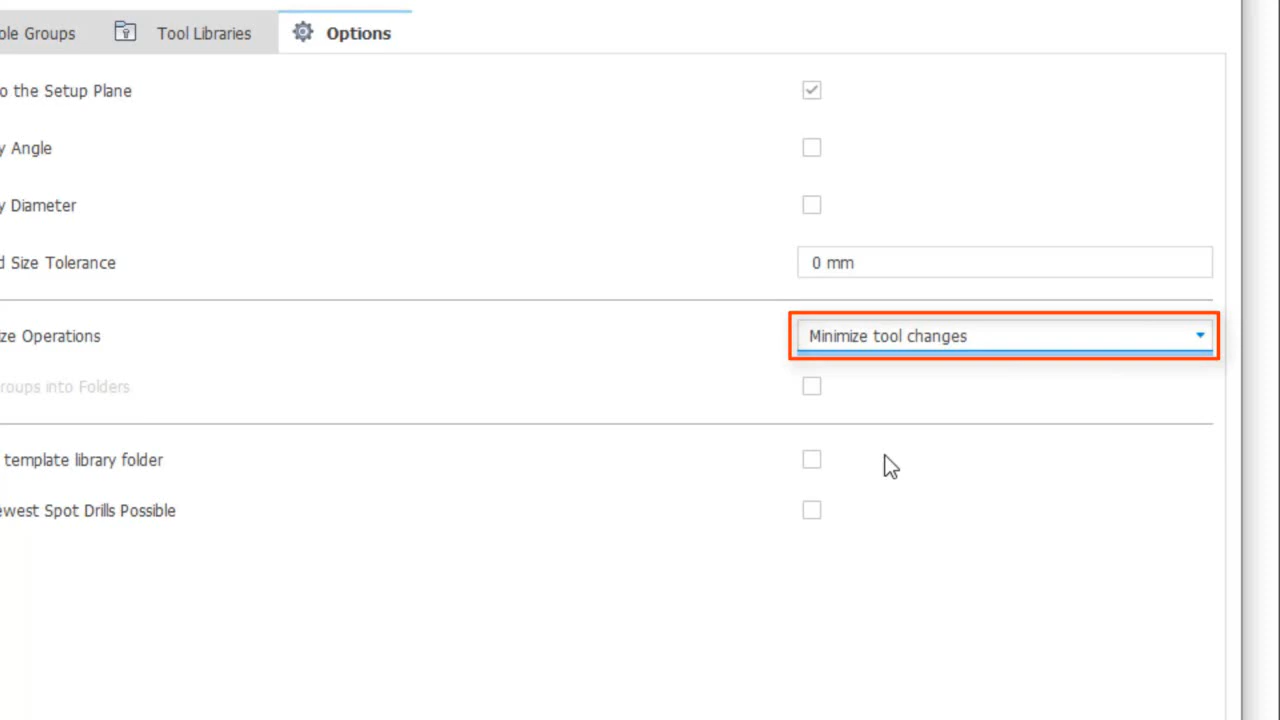 ole Groups Tool Libraries Options
o the Setup Plane
y Angle
y Diameter
d Size Tolerance 0 mm
ze Operations Minimize tool changes
roups into Folders
template library folder
ewest Spot Drills Possible